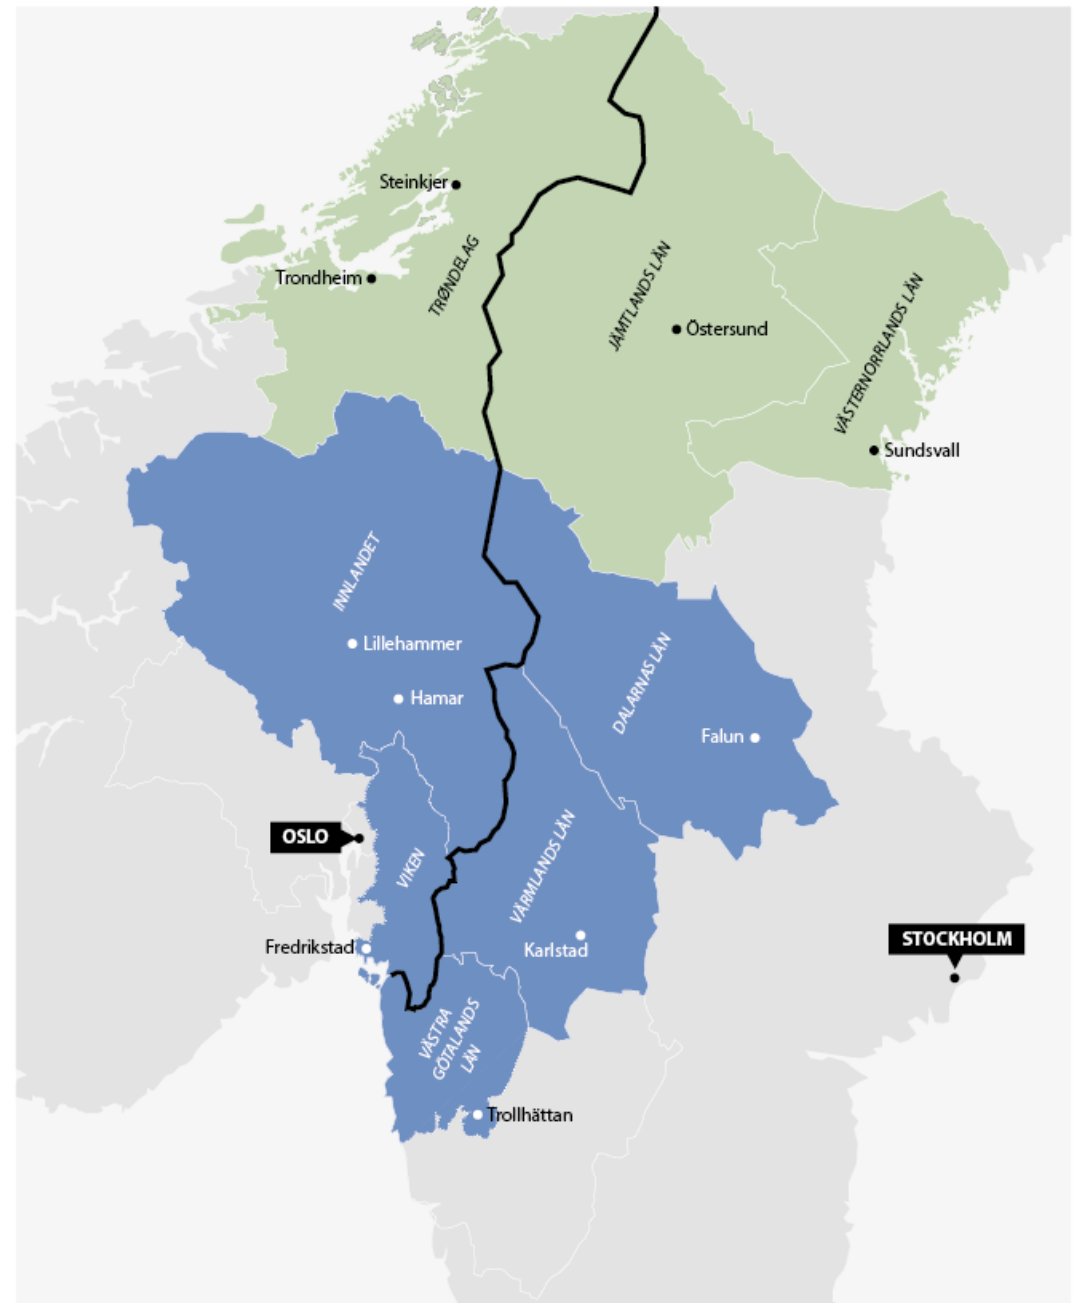 Steinkjer
TRØNDELAG
Trondheim
JÄMTLANDS LÄN
Östersund
VÄSTERNORRLANDS LÄN
Sundsvall
INNLANDET
Lillehammer
Hamar
DALARNAS LÄN
Falun
OSLO
VIKEN
VÄRMLANDS LÄN
Fredrikstad
Karlstad
STOCKHOLM
VÄSTRA
GÖTALANDS
LÄN
Trollhättan